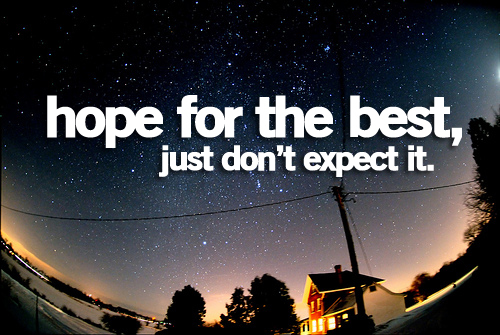 hope for the best,
just don't expect it.